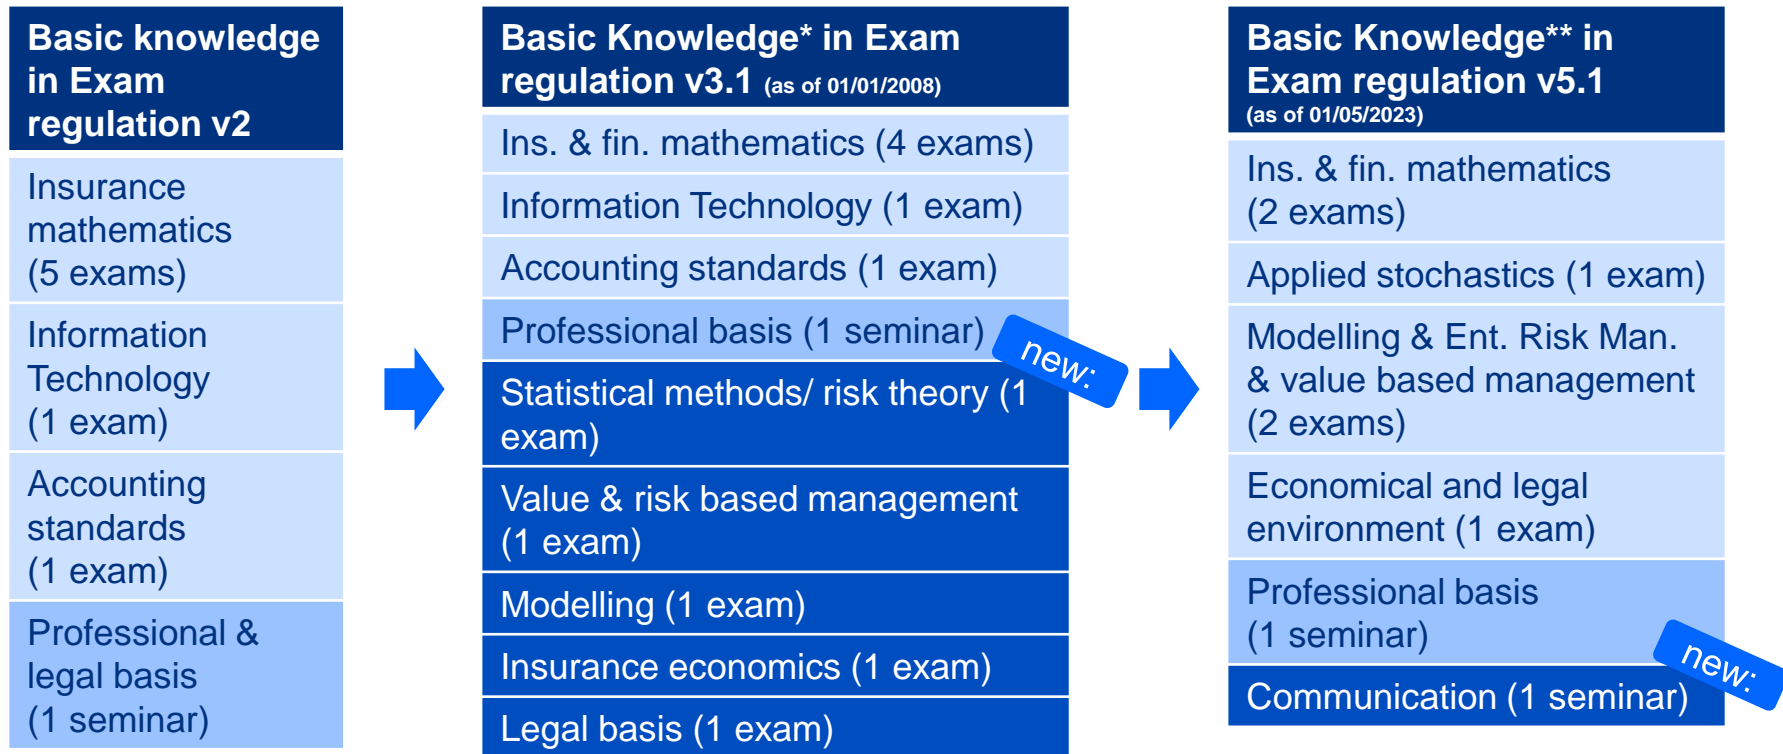 Basic knowledge
in Exam
regulation v2
Insurance
mathematics
(5 exams)
Information
Technology
(1 exam)
Accounting
standards
(1 exam)
Professional &
legal basis
(1 seminar)
Basic Knowledge* in Exam
regulation v3.1 (as of 01/01/2008)
Ins. & fin. mathematics (4 exams)
Information Technology (1 exam)
Accounting standards (1 exam)
Professional basis (1 seminar)
new:
Statistical methods/ risk theory (1
exam)
Value & risk based management
(1 exam)
Modelling (1 exam)
Insurance economics (1 exam)
Legal basis (1 exam)
Basic Knowledge** in
Exam regulation v5.1
(as of 01/05/2023)
Ins. & fin. mathematics
(2 exams)
Applied stochastics (1 exam)
Modelling & Ent. Risk Man.
& value based management
(2 exams)
Economical and legal
environment (1 exam)
Professional basis
(1 seminar)
new:
Communication (1 seminar)